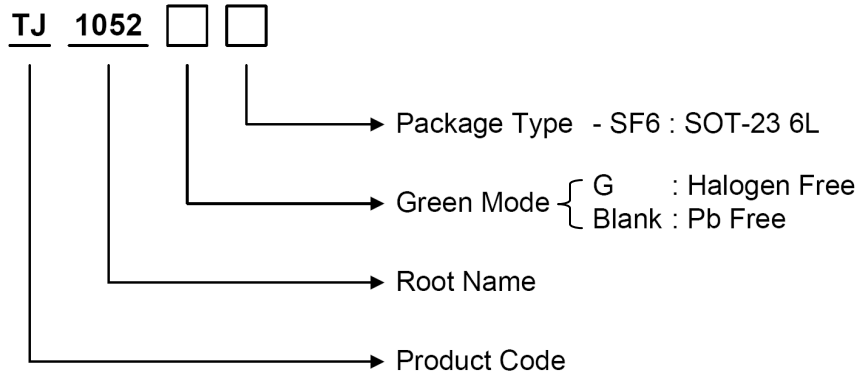 TJ 1052
Package Type - SF6 : SOT-23 6L
Green Mode G : Halogen Free
Blank : Pb Free
Root Name
Product Code